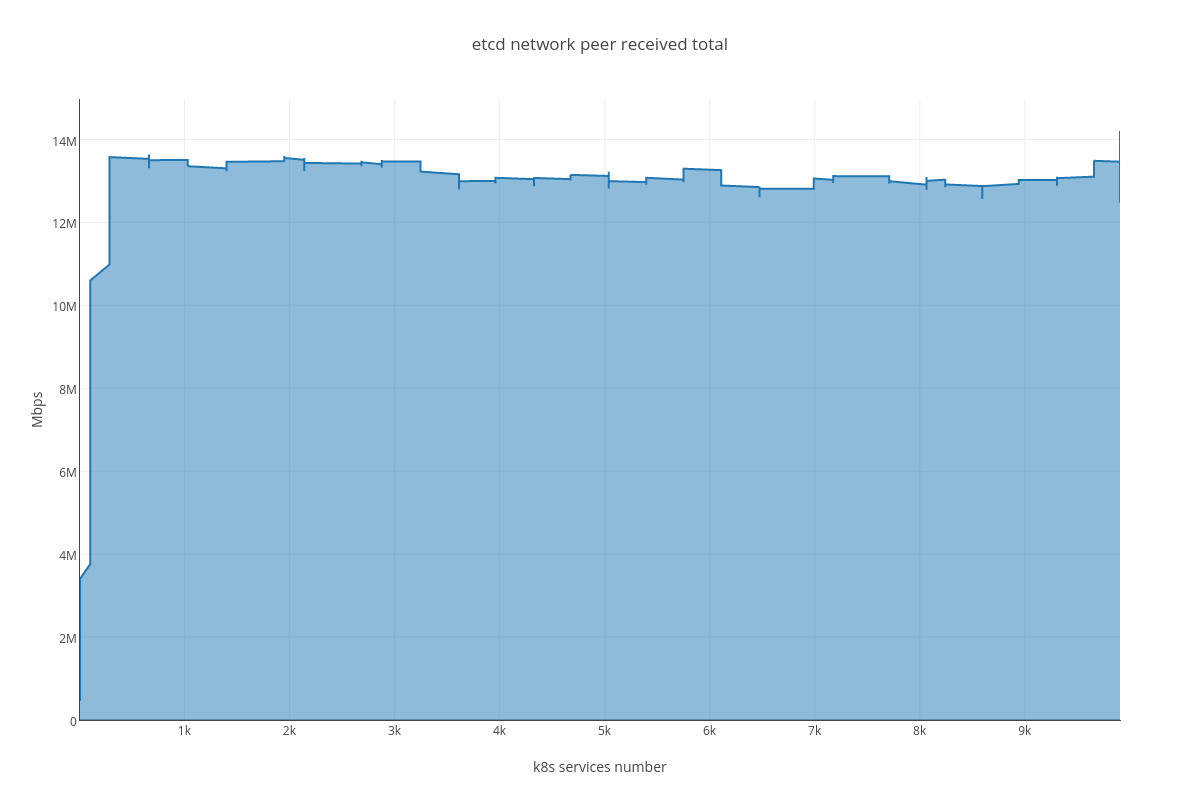 etcd network peer received total
14M
12M
10M
8M
6M
4M
2M
0
Mbps
1k 2k 3k 4k 5k 6k 7k 8k 9k
k8s services number